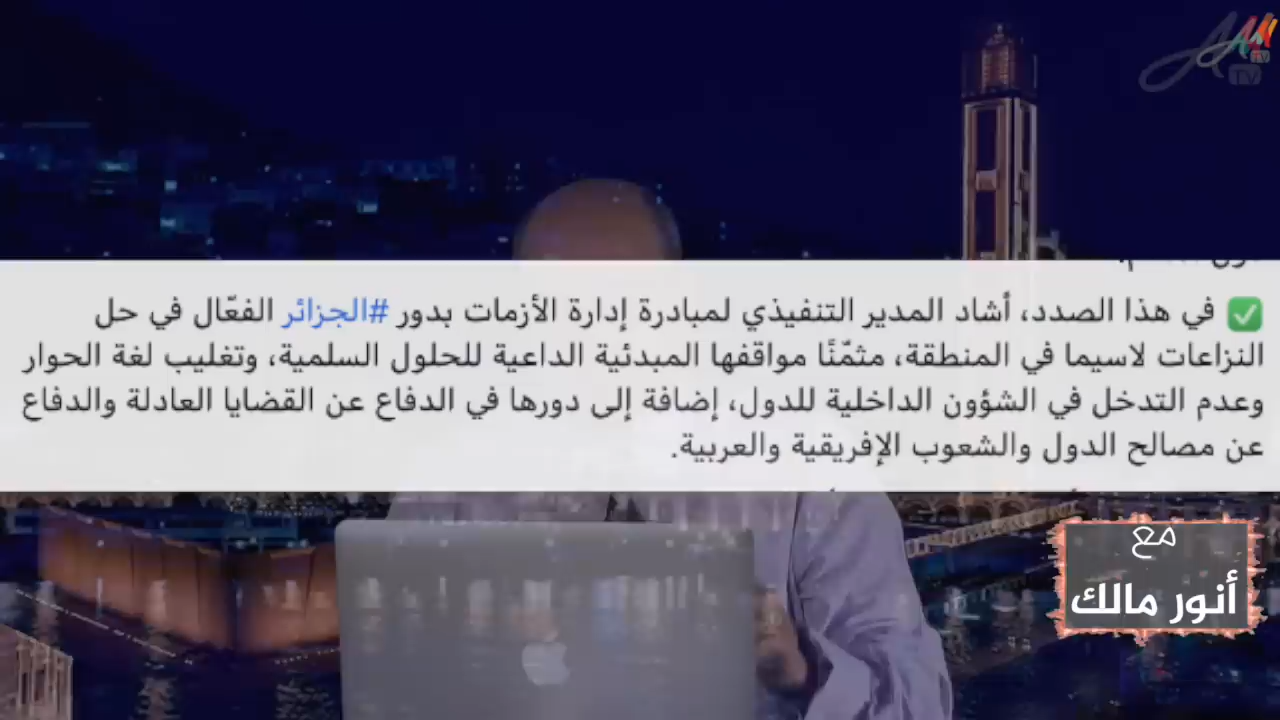 ✅ في هذا الصدد، أشاد المدير التنفيذي لمبادرة إدارة الأزمات بدور #الجزائر الفعّال في حل
النزاعات لاسيما في المنطقة، مثمّنًا مواقفها المبدئية الداعية للحلول السلمية، وتغليب لغة الحوار
وعدم التدخل في الشؤون الداخلية للدول، إضافة إلى دورها في الدفاع عن القضايا العادلة والدفاع
عن مصالح الدول والشعوب الإفريقية والعربية.
مع
أنور مالك
TV